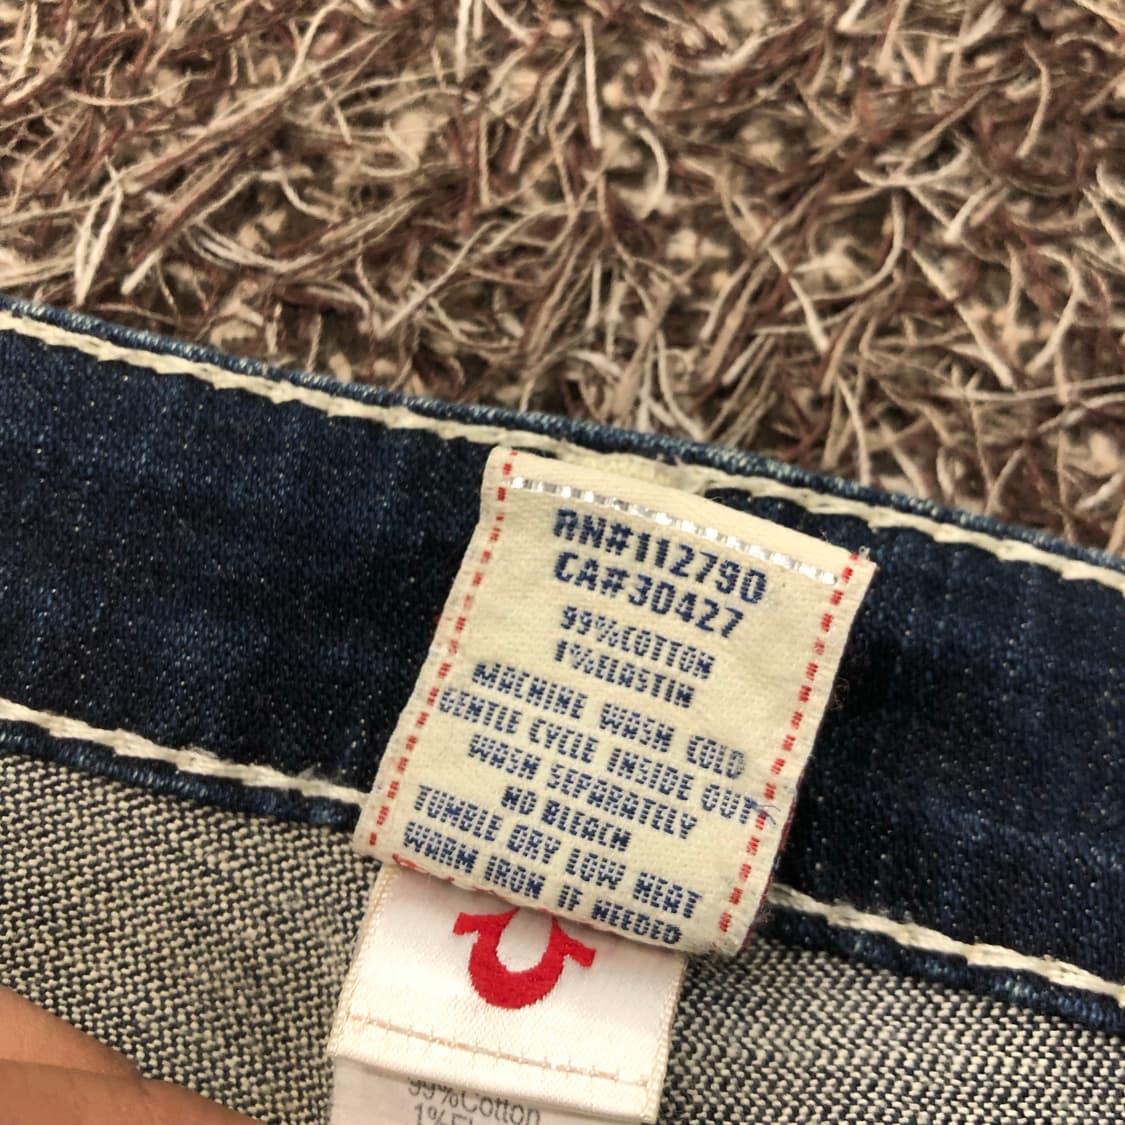 RN#112790
CA#30427
99%COTTON
1%ELASTIN
MACHINE WASH COLD
GENTLE CYCLE INSIDE OUT
WASH SEPARATELY
NO BLEACH
TUMBLE DRY LOW HEAT
WARM IRON IF NEEDED
99%Cotton